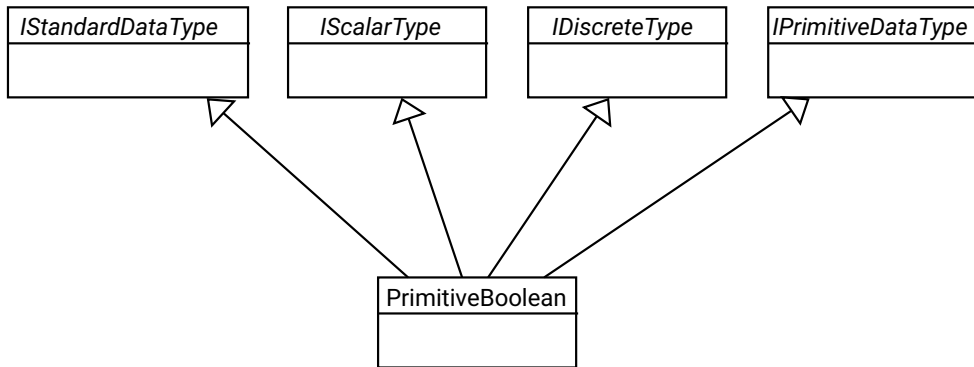 IStandardDataType
IScalarType
IDiscreteType
IPrimitiveDataType
PrimitiveBoolean